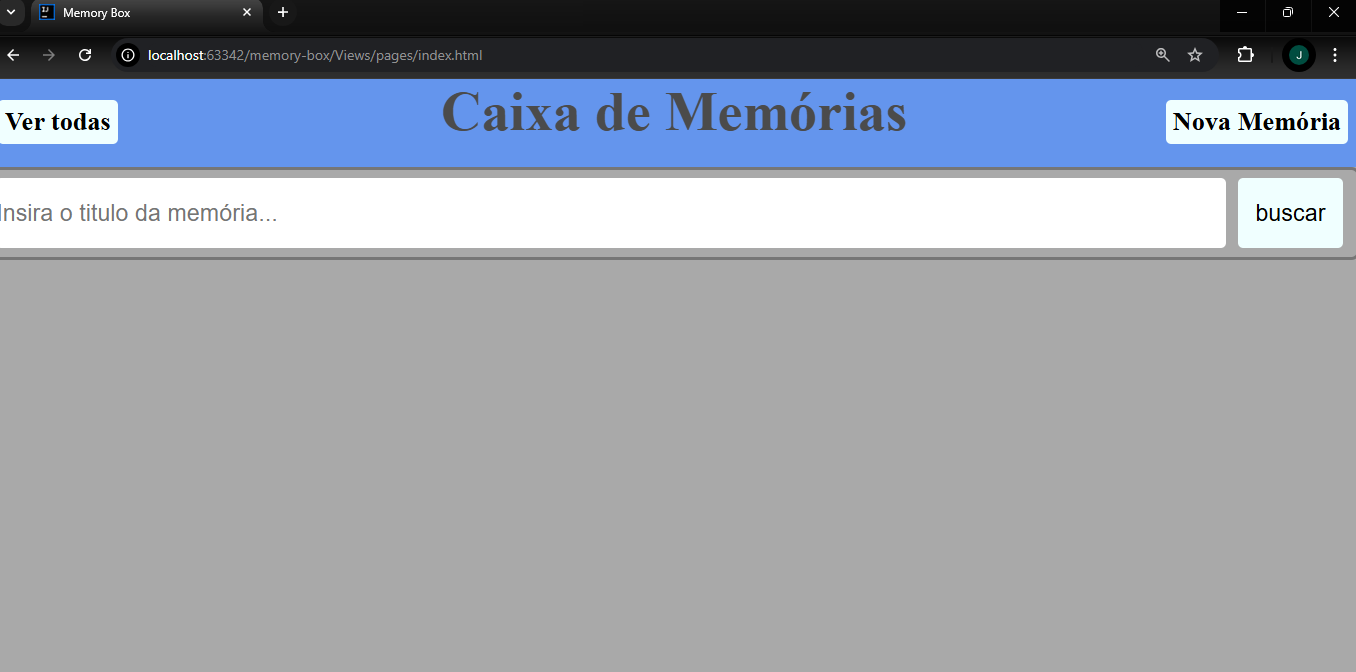 Memory Box
localhost:63342/memory-box/Views/pages/index.html
J
Ver todas
Caixa de Memórias
Nova Memória
Insira o titulo da memória...
buscar